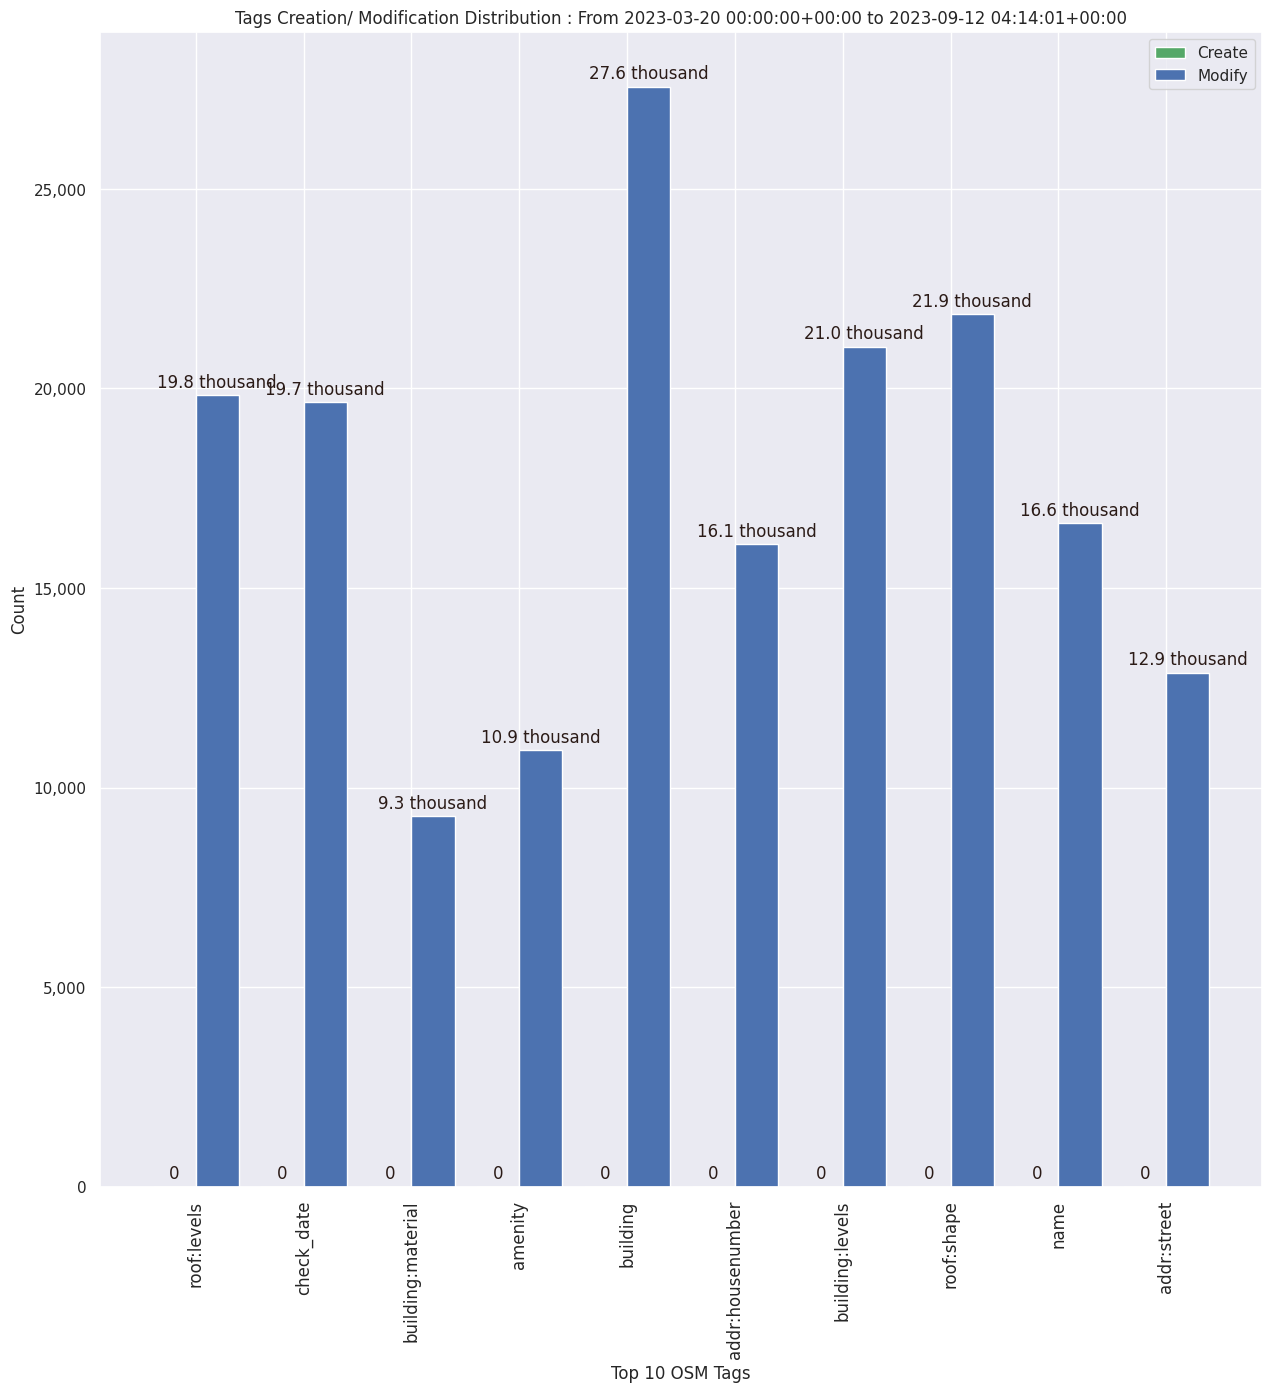 Tags Creation/ Modification Distribution : From 2023-03-20 00:00:00+00:00 to 2023-09-12 04:14:01+00:00
Create
Modify
27.6 thousand
25,000
21.9 thousand
21.0 thousand
19.8 thousand
19.7 thousand
20,000
16.6 thousand
16.1 thousand
15,000
12.9 thousand
10.9 thousand
10,000
9.3 thousand
5,000
0 0 0 0 0 0 0 0 0 0
0
Count
roof:levels
check_date
building:material
amenity
building
addr:housenumber
building:levels
roof:shape
name
addr:street
Top 10 OSM Tags